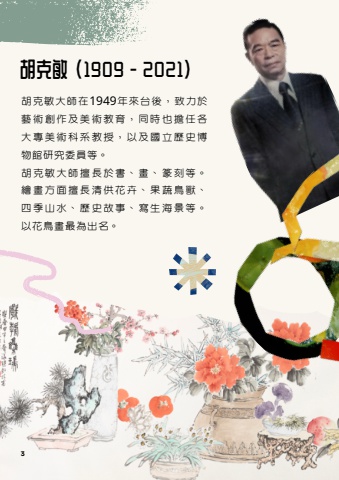 胡克敏 (1909 - 2021)
胡克敏大師在1949年來台後，致力於
藝術創作及美術教育，同時也擔任各
大專美術科系教授，以及國立歷史博
物館研究委員等。
胡克敏大師擅長於書、畫、篆刻等。
繪畫方面擅長清供花卉、果蔬鳥獸、
四季山水、歷史故事、寫生海景等。
以花鳥畫最為出名。
3